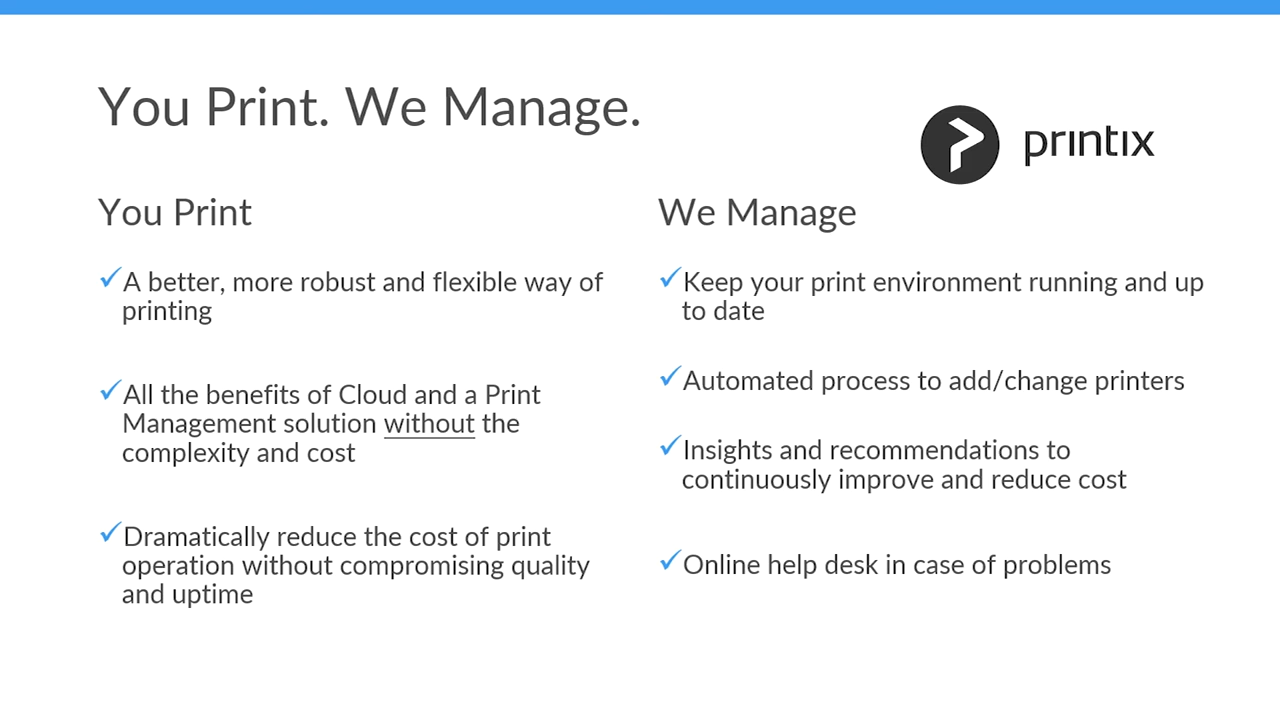 You Print. We Manage.
printix
You Print
A better, more robust and flexible way of
printing
All the benefits of Cloud and a Print
Management solution without the
complexity and cost
Dramatically reduce the cost of print
operation without compromising quality
and uptime
We Manage
Keep your print environment running and up
to date
Automated process to add/change printers
Insights and recommendations to
continuously improve and reduce cost
Online help desk in case of problems